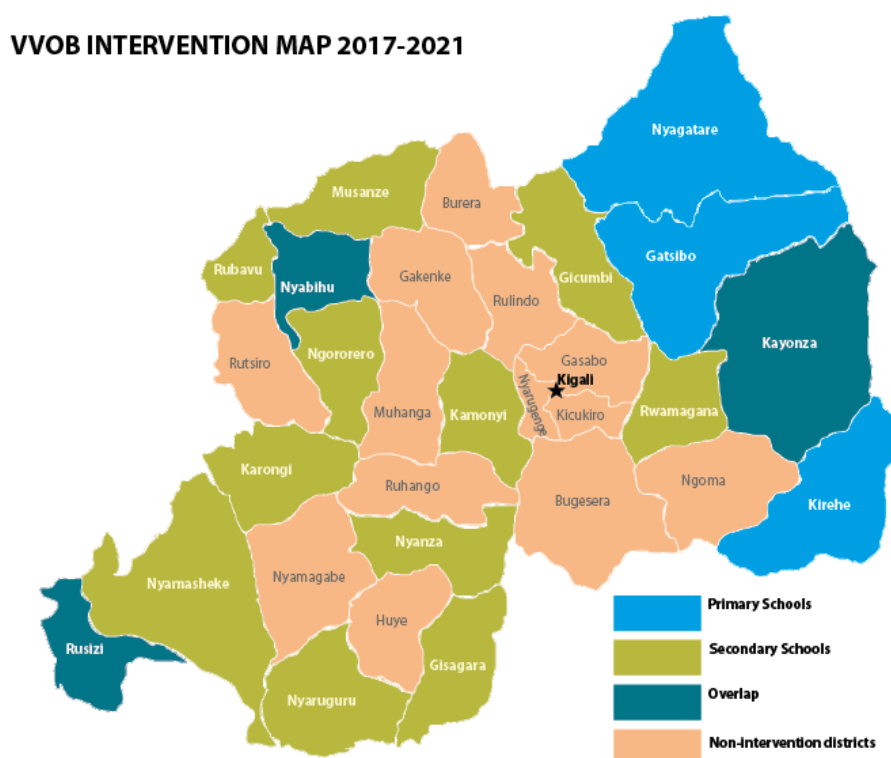 VVOB INTERVENTION MAP 2017-2021
Nyagatare
Musanze
Burera
Rubavu
Nyabihu
Gakenke
Gicumbi
Gatsibo
Rulindo
Kayonza
Rutsiro
Ngororero
Gasabo
Kigali
Nyarugenge
Kicukiro
Muhanga
Kamonyi
Rwamagana
Karongi
Ruhango
Bugesera
Ngoma
Kirehe
Nyanza
Nyamasheke
Nyamagabe
Huye
Rusizi
Gisagara
Nyaruguru
Primary Schools
Secondary Schools
Overlap
Non-intervention districts